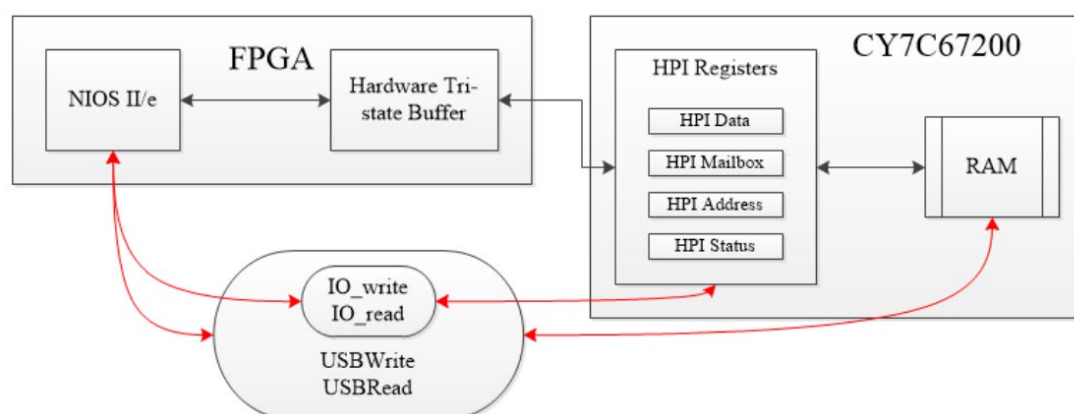 FPGA
NIOS II/e
Hardware Tri-
state Buffer
CY7C67200
HPI Registers
HPI Data
HPI Mailbox
HPI Address
HPI Status
RAM
IO_write
IO_read
USBWrite
USBRead